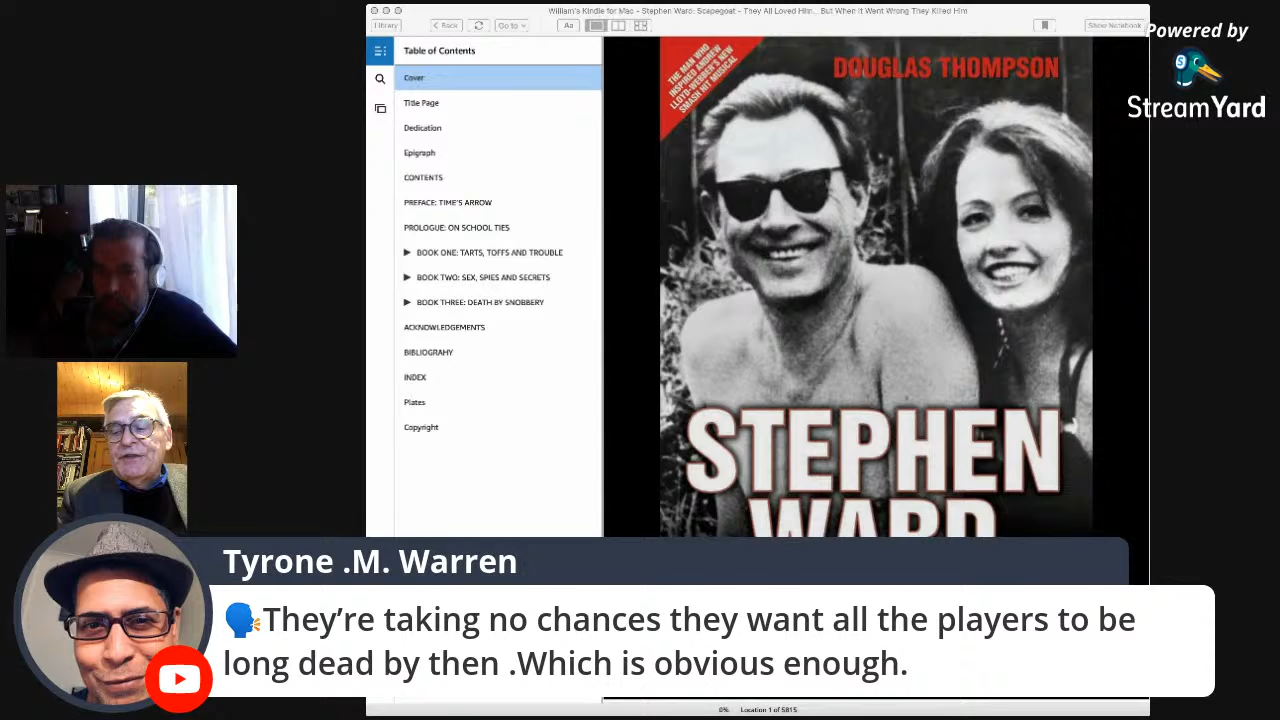 William's Kindle for Mac - Stephen Ward: Scapegoat - They All Loved Him... But When It Went Wrong They Killed Him
Library
Back
Go to
Aa
Show Notebook
Powered by
StreamYard
Table of Contents
Cover
Title Page
Dedication
Epigraph
CONTENTS
PREFACE: TIME'S ARROW
PROLOGUE: ON SCHOOL TIES
BOOK ONE: TARTS, TOFFS AND TROUBLE
BOOK TWO: SEX, SPIES AND SECRETS
BOOK THREE: DEATH BY SNOBBERY
ACKNOWLEDGEMENTS
BIBLIOGRAHY
INDEX
Plates
Copyright
THE MAN WHO
INSPIRED ANDREW
LLOYD-WEBBER'S NEW
SMASH HIT MUSICAL
DOUGLAS THOMPSON
STEPHEN
WARD
Tyrone .M. Warren
🗣️They’re taking no chances they want all the players to be
long dead by then .Which is obvious enough.
0% Location 1 of 5815